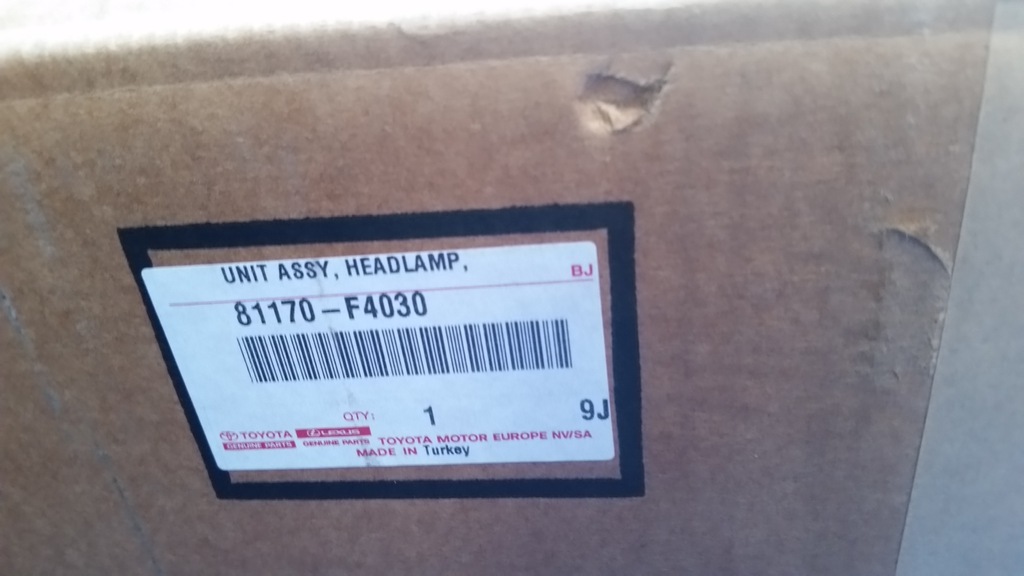 UNIT ASSY, HEADLAMP,
BJ
81170-F4030
QTY: 1 9J
TOYOTA LEXUS
GENUINE PARTS GENUINE PARTS TOYOTA MOTOR EUROPE NV/SA
MADE IN Turkey